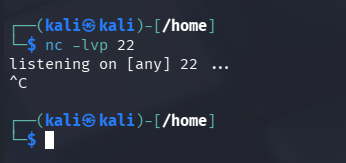 ┌──(kali㉿kali)-[/home]
└─$ nc -lvp 22
listening on [any] 22 ...
^C

┌──(kali㉿kali)-[/home]
└─$